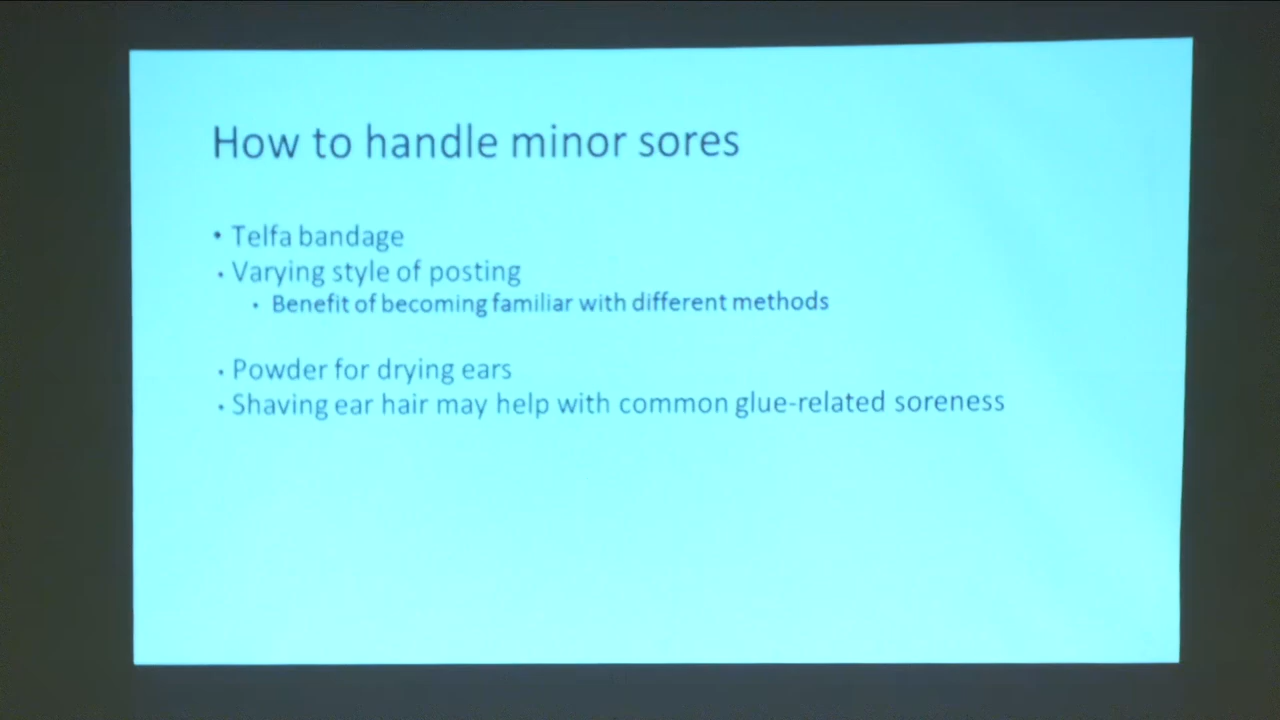 How to handle minor sores
• Telfa bandage
• Varying style of posting
• Benefit of becoming familiar with different methods
• Powder for drying ears
• Shaving ear hair may help with common glue-related soreness